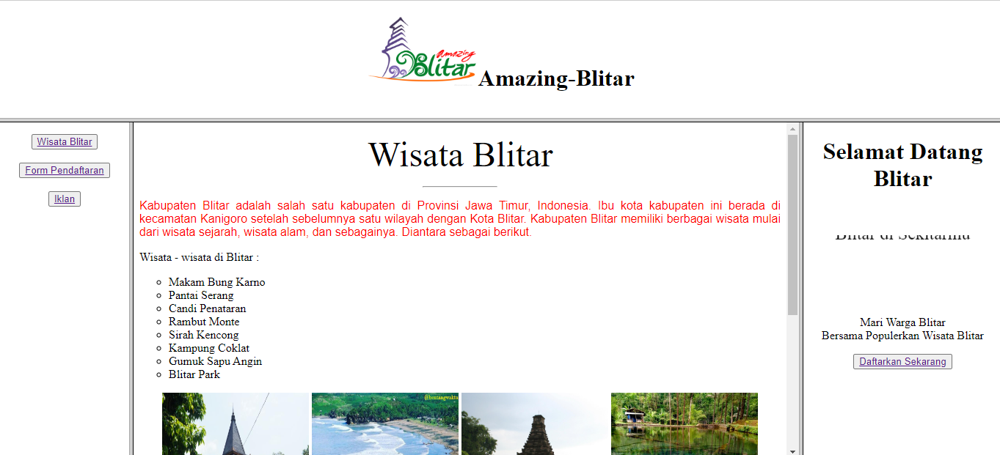 amazing
Blitar
Amazing-Blitar
Wisata Blitar
Form Pendaftaran
Iklan
Wisata Blitar
Kabupaten Blitar adalah salah satu kabupaten di Provinsi Jawa Timur, Indonesia. Ibu kota kabupaten ini berada di
kecamatan Kanigoro setelah sebelumnya satu wilayah dengan Kota Blitar. Kabupaten Blitar memiliki berbagai wisata mulai
dari wisata sejarah, wisata alam, dan sebagainya. Diantara sebagai berikut.
Wisata - wisata di Blitar :
Makam Bung Karno
Pantai Serang
Candi Penataran
Rambut Monte
Sirah Kencong
Kampung Coklat
Gumuk Sapu Angin
Blitar Park
@bentangwaktu
Selamat Datang
Blitar
Blitar di Sekitarmu
Mari Warga Blitar
Bersama Populerkan Wisata Blitar
Daftarkan Sekarang